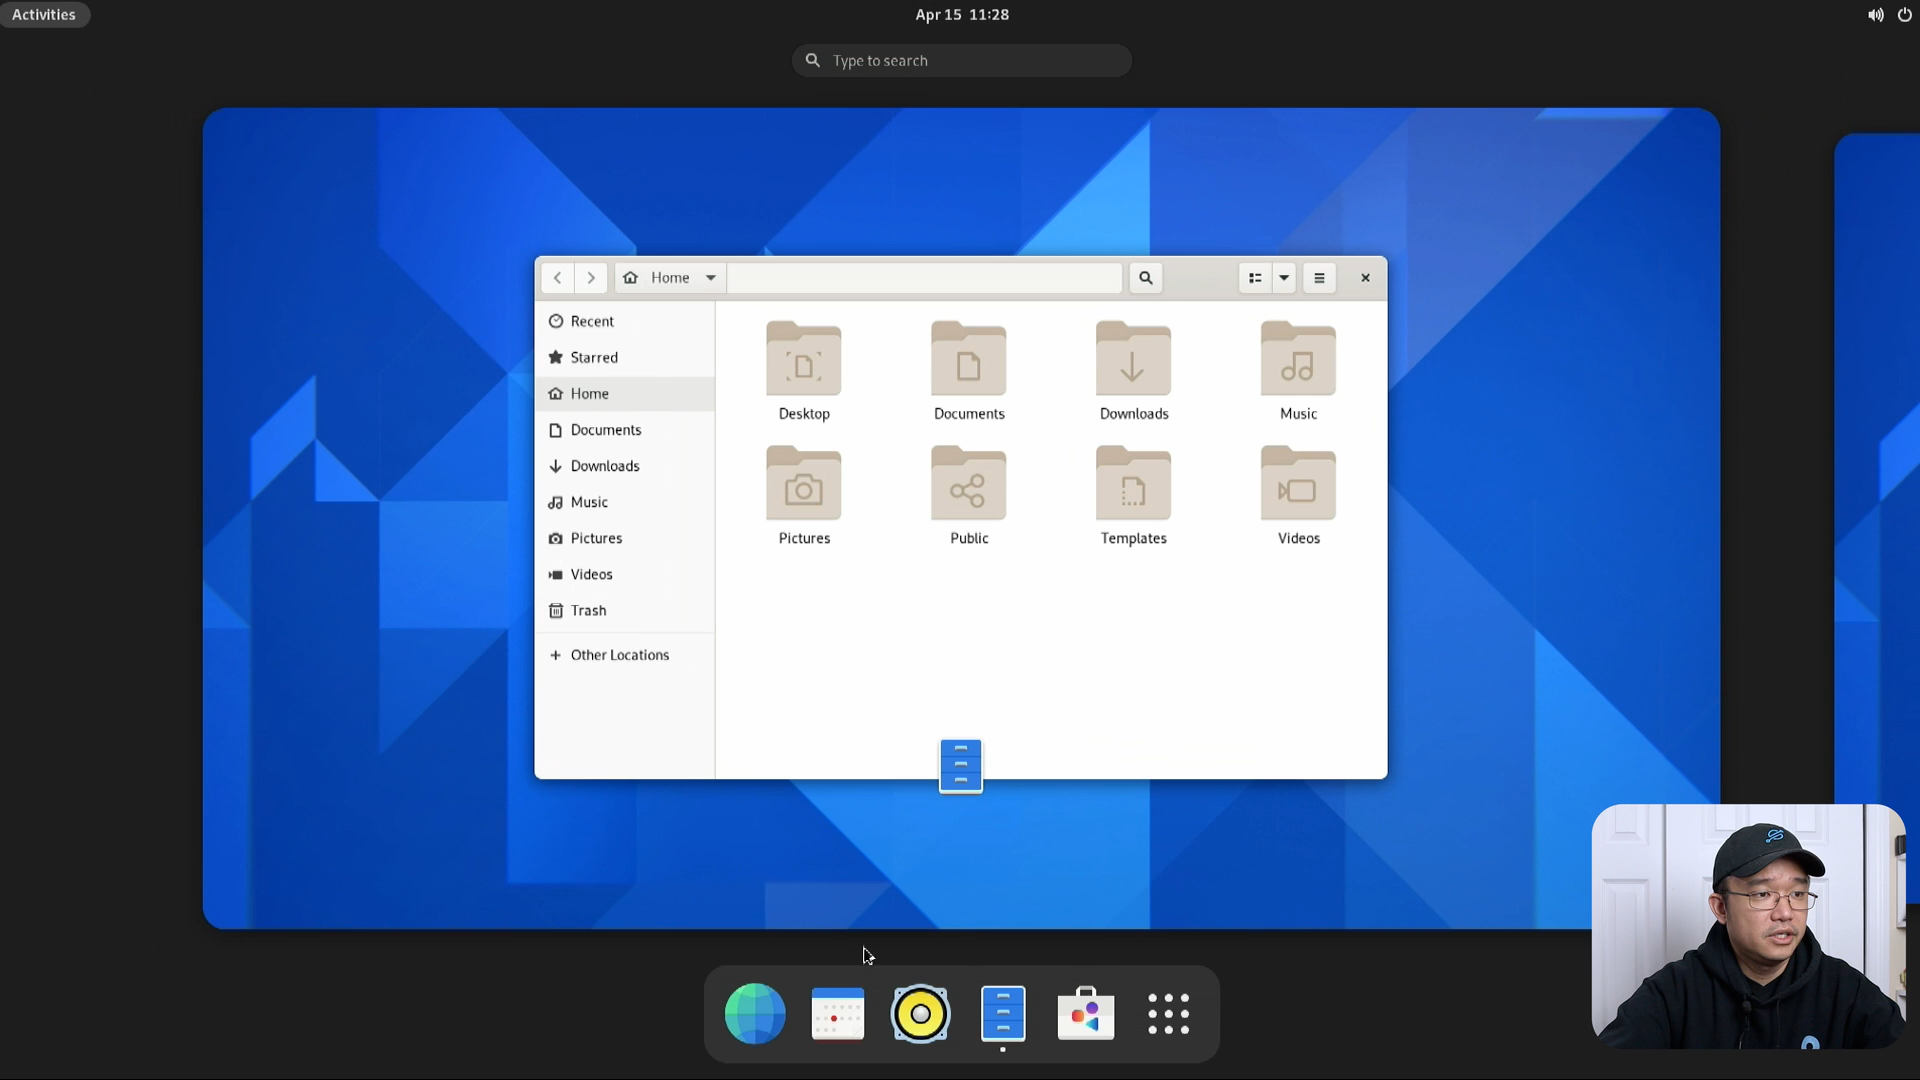 Activities
Apr 15 11:28
Type to search
Home
Recent
Starred
Home
Documents
Downloads
Music
Pictures
Videos
Trash
Other Locations
Desktop
Documents
Downloads
Music
Pictures
Public
Templates
Videos